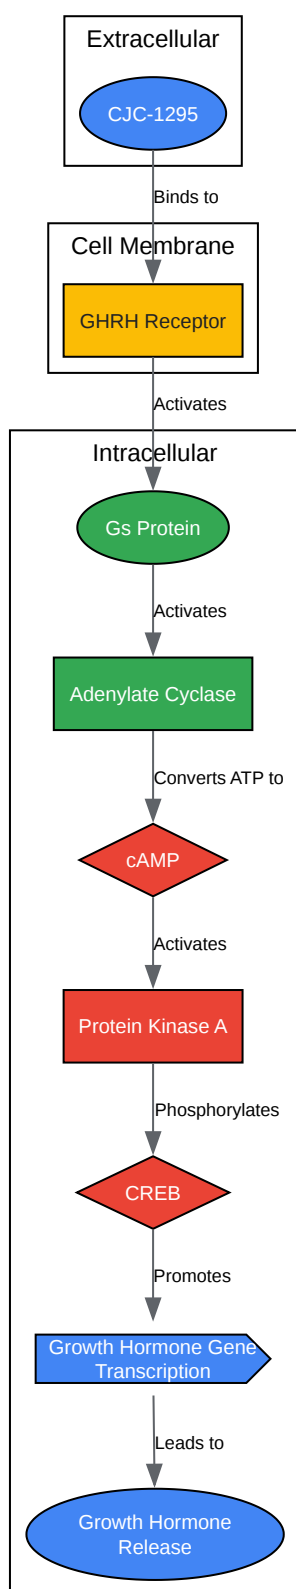 Extracellular
CJC-1295
Binds to
Cell Membrane
GHRH Receptor
Activates
Intracellular
Gs Protein
Activates
Adenylate Cyclase
Converts ATP to
cAMP
Activates
Protein Kinase A
Phosphorylates
CREB
Promotes
Growth Hormone Gene
Transcription
Leads to
Growth Hormone
Release